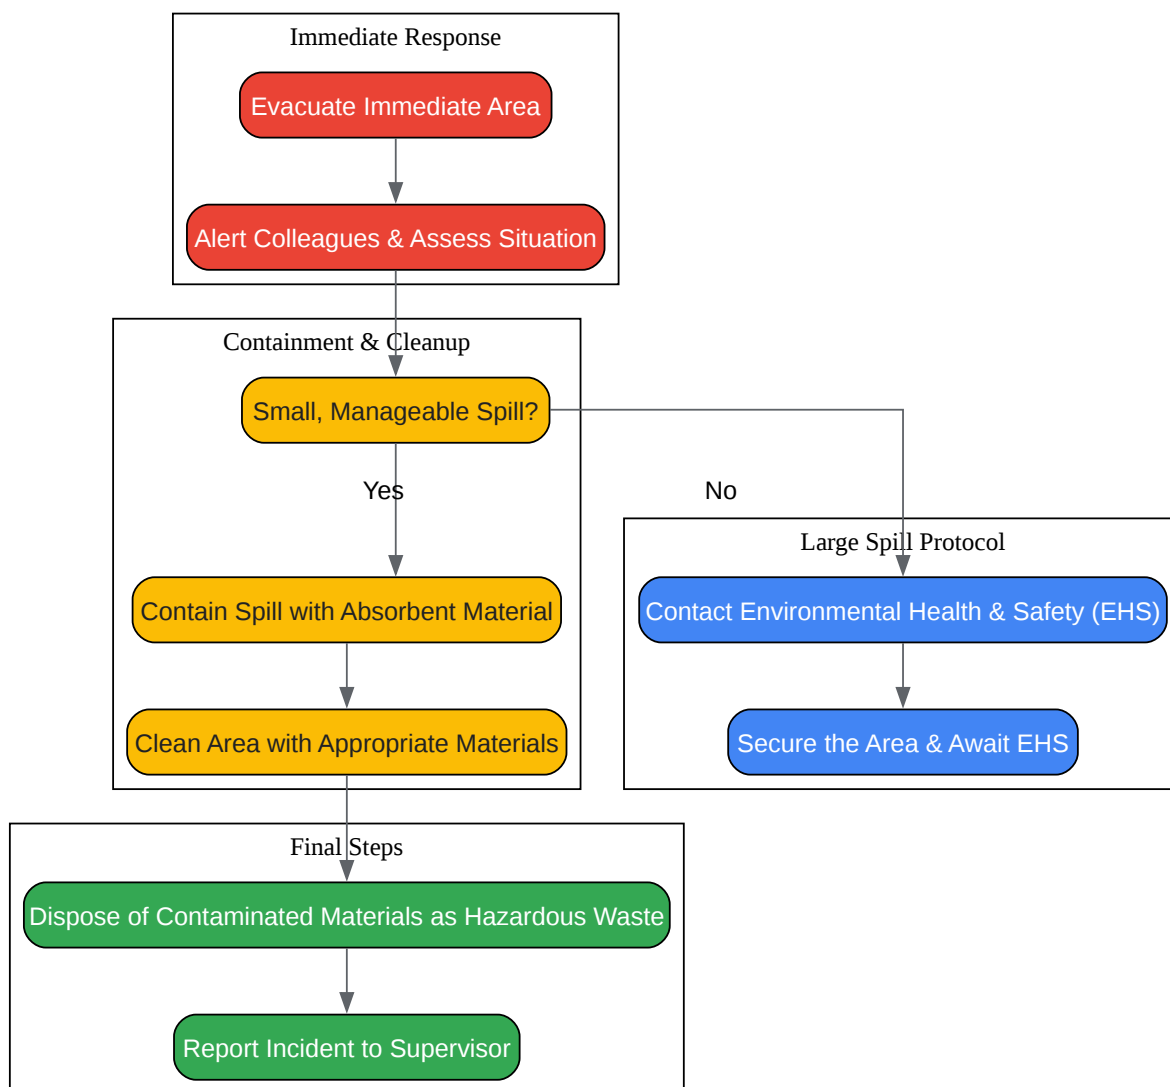 Immediate Response
Evacuate Immediate Area
Alert Colleagues & Assess Situation
Containment & Cleanup
Small, Manageable Spill?
Yes
No
Large Spill Protocol
Contain Spill with Absorbent Material
Contact Environmental Health & Safety (EHS)
Clean Area with Appropriate Materials
Secure the Area & Await EHS
Final Steps
Dispose of Contaminated Materials as Hazardous Waste
Report Incident to Supervisor